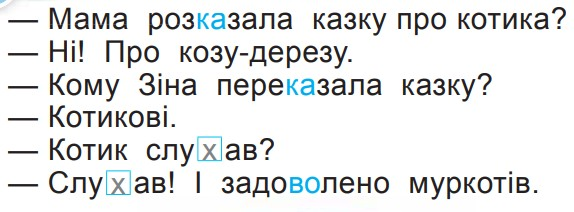 — Мама розказала казку про котика?
— Ні! Про козу-дерезу.
— Кому Зіна переказала казку?
— Котикові.
— Котик слухав?
— Слухав! І задоволено муркотів.